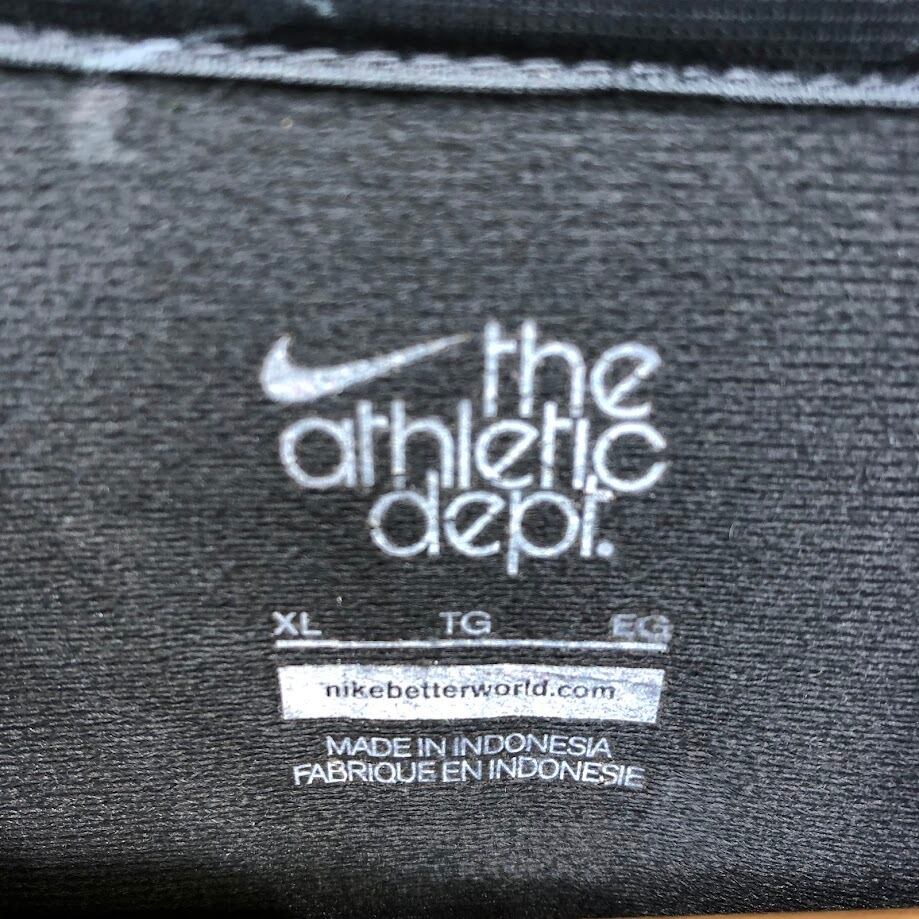 the
athletic
dept.
XL TG EG
nikebetterworld.com
MADE IN INDONESIA
FABRIQUE EN INDONESIE